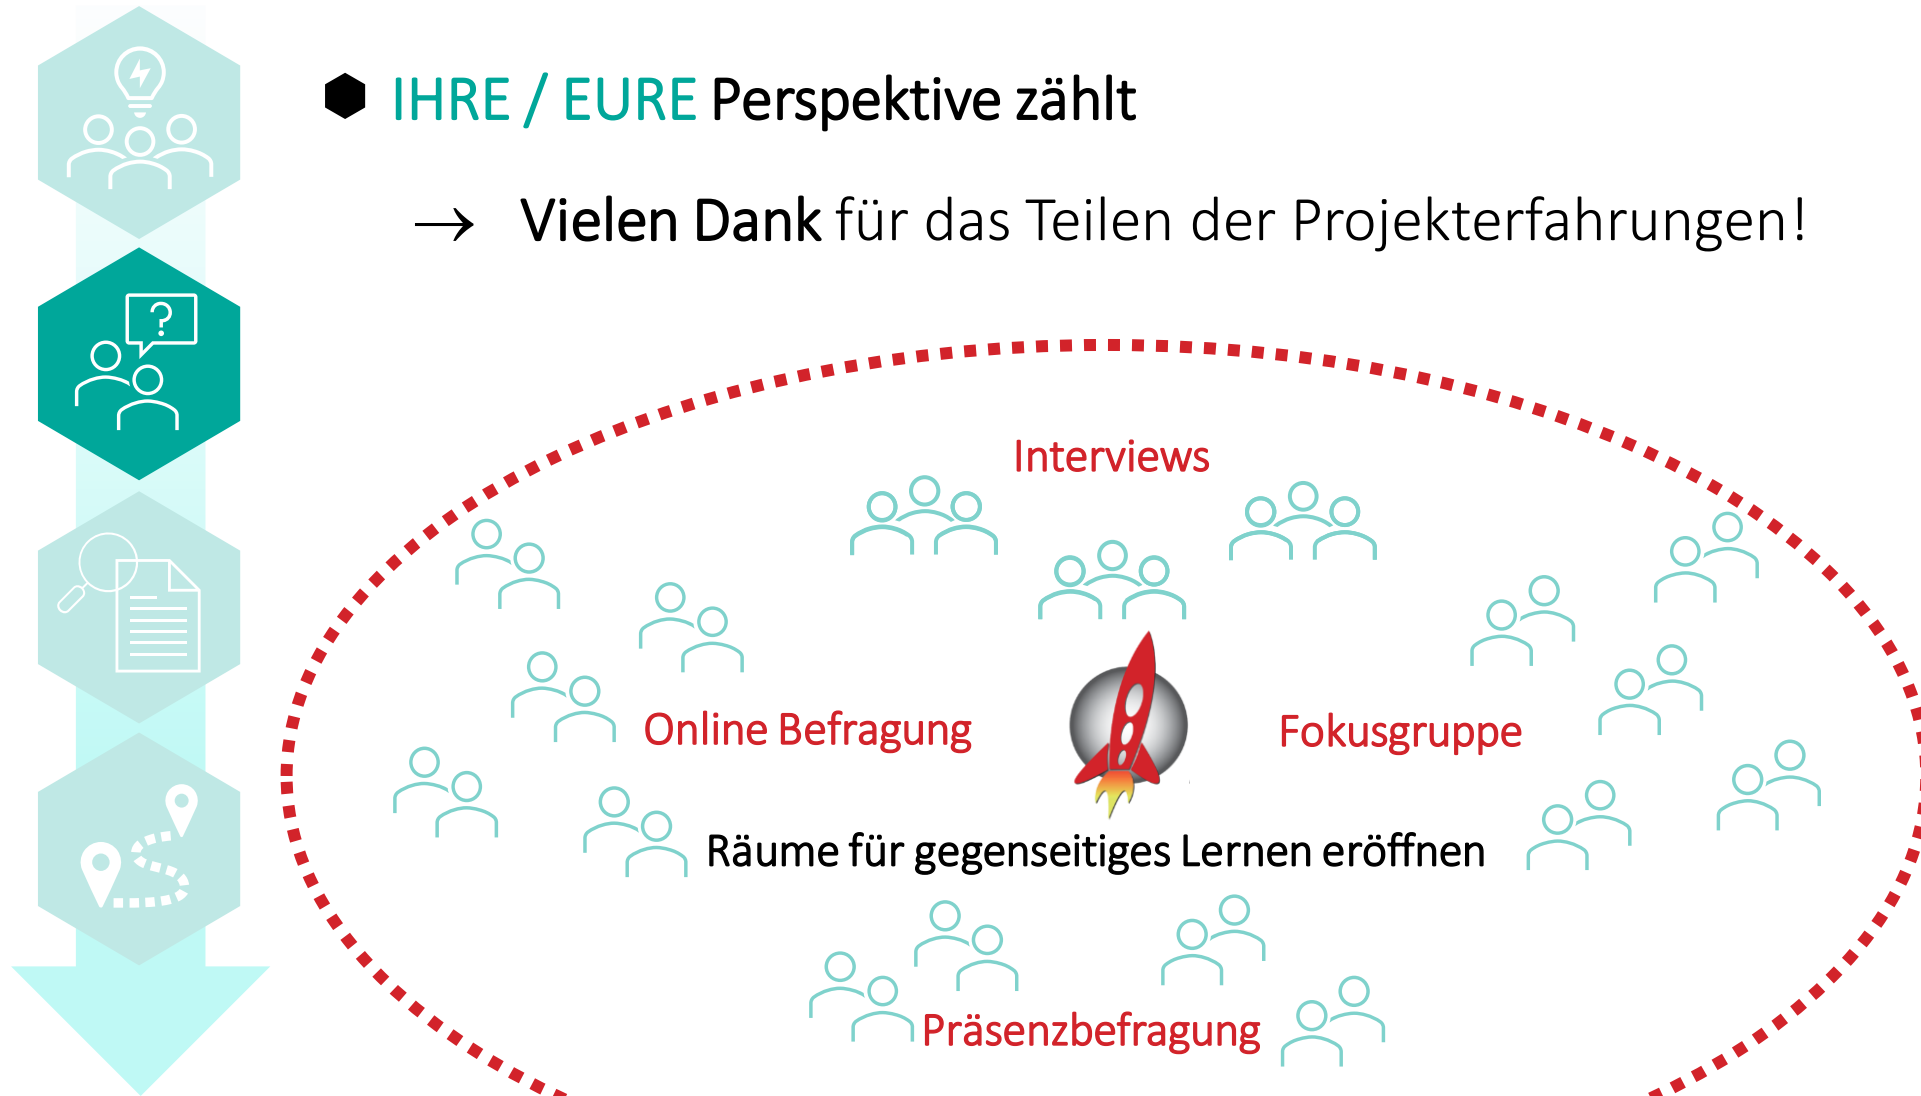 IHRE / EURE Perspektive zählt
→ Vielen Dank für das Teilen der Projekterfahrungen!
?
Interviews
Online Befragung
Fokusgruppe
Räume für gegenseitiges Lernen eröffnen
Präsenzbefragung